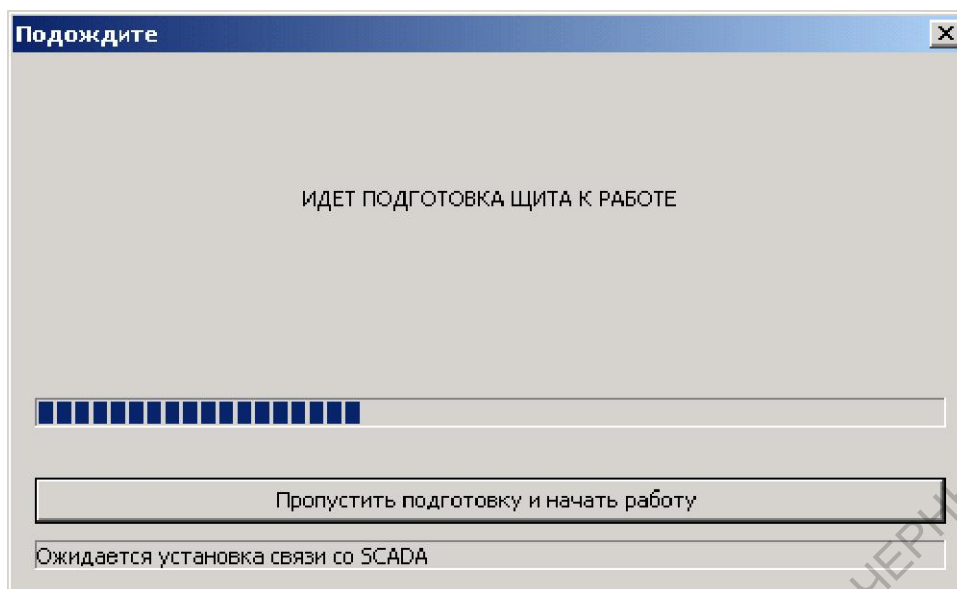 Подождите
ИДЕТ ПОДГОТОВКА ЩИТА К РАБОТЕ
Пропустить подготовку и начать работу
Ожидается установка связи со SCADA